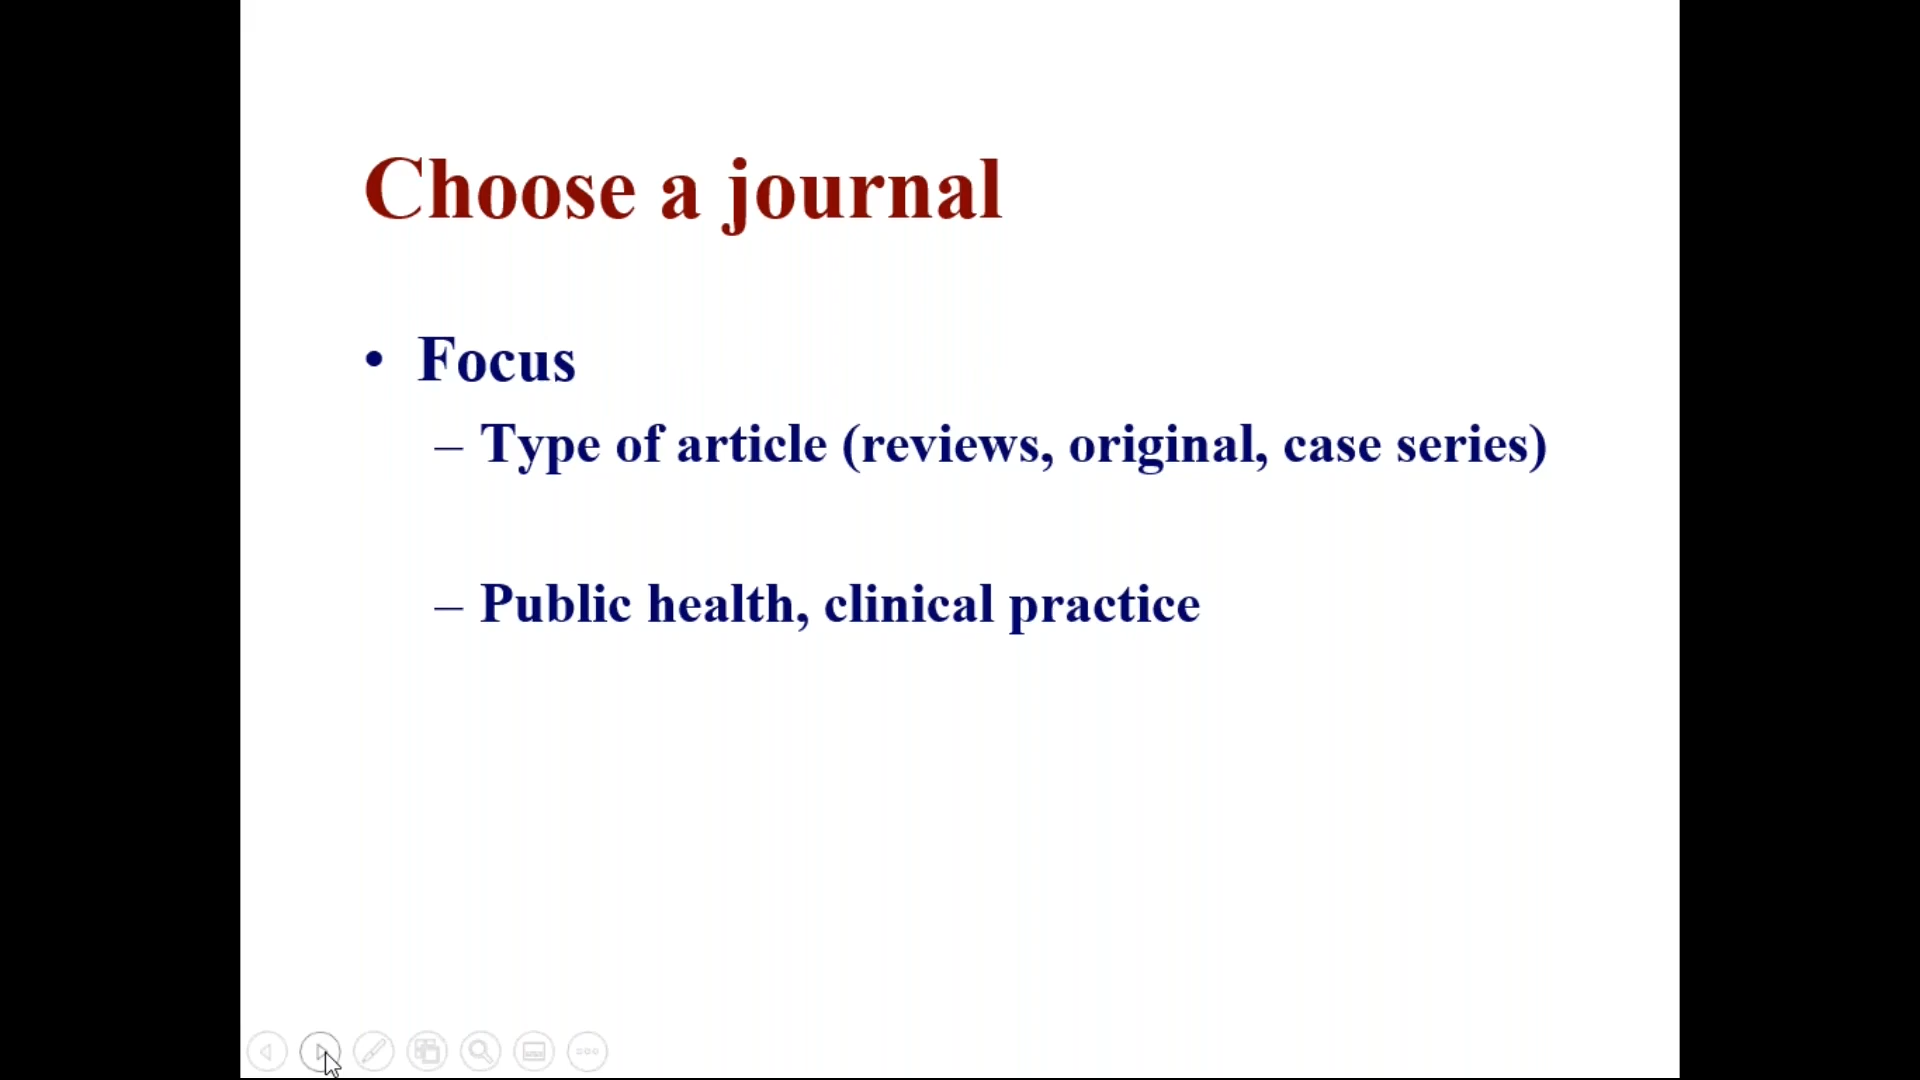 Choose a journal
• Focus
– Type of article (reviews, original, case series)
– Public health, clinical practice